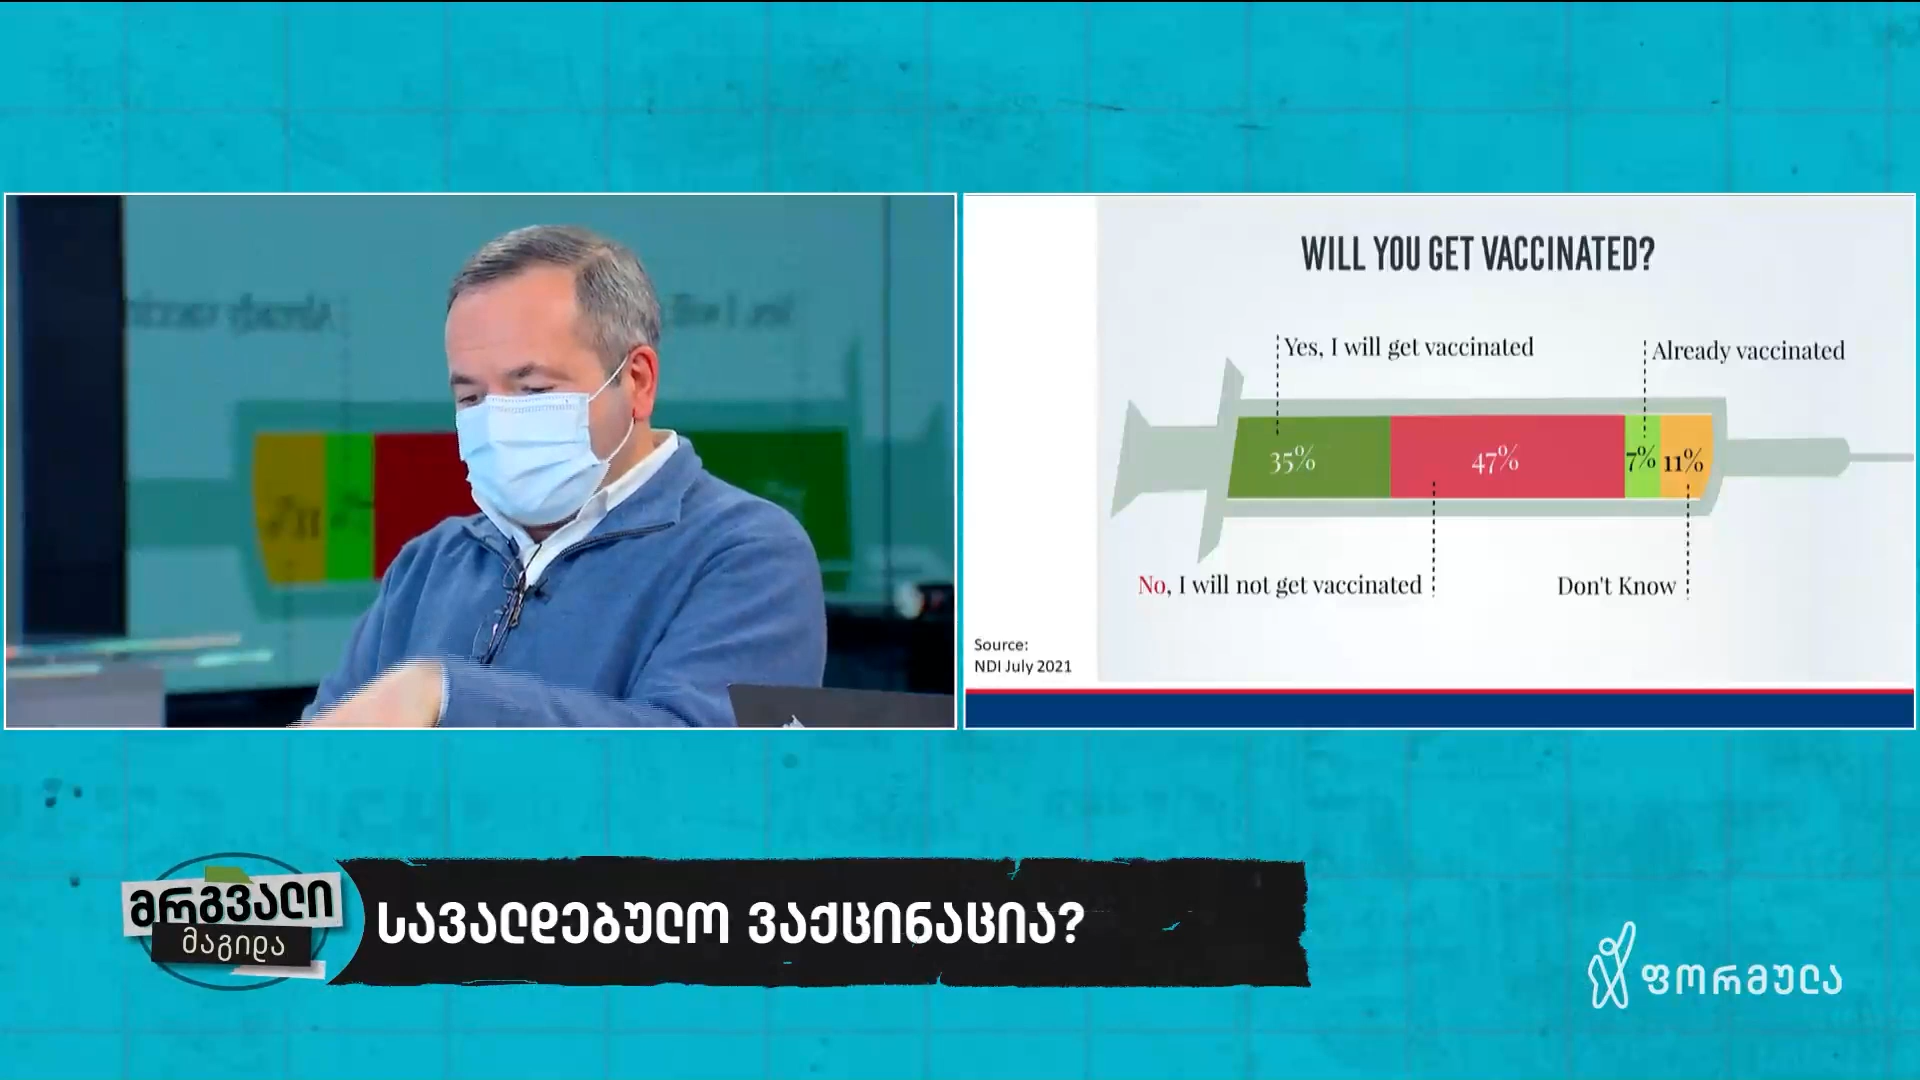 WILL YOU GET VACCINATED?
Yes, I will get vaccinated
Already vaccinated
35%
47%
7%
11%
No, I will not get vaccinated
Don't Know
Source:
NDI July 2021
მრგვალი
მაგიდა
სავალდებულო ვაქცინაცია?
ფორმულა